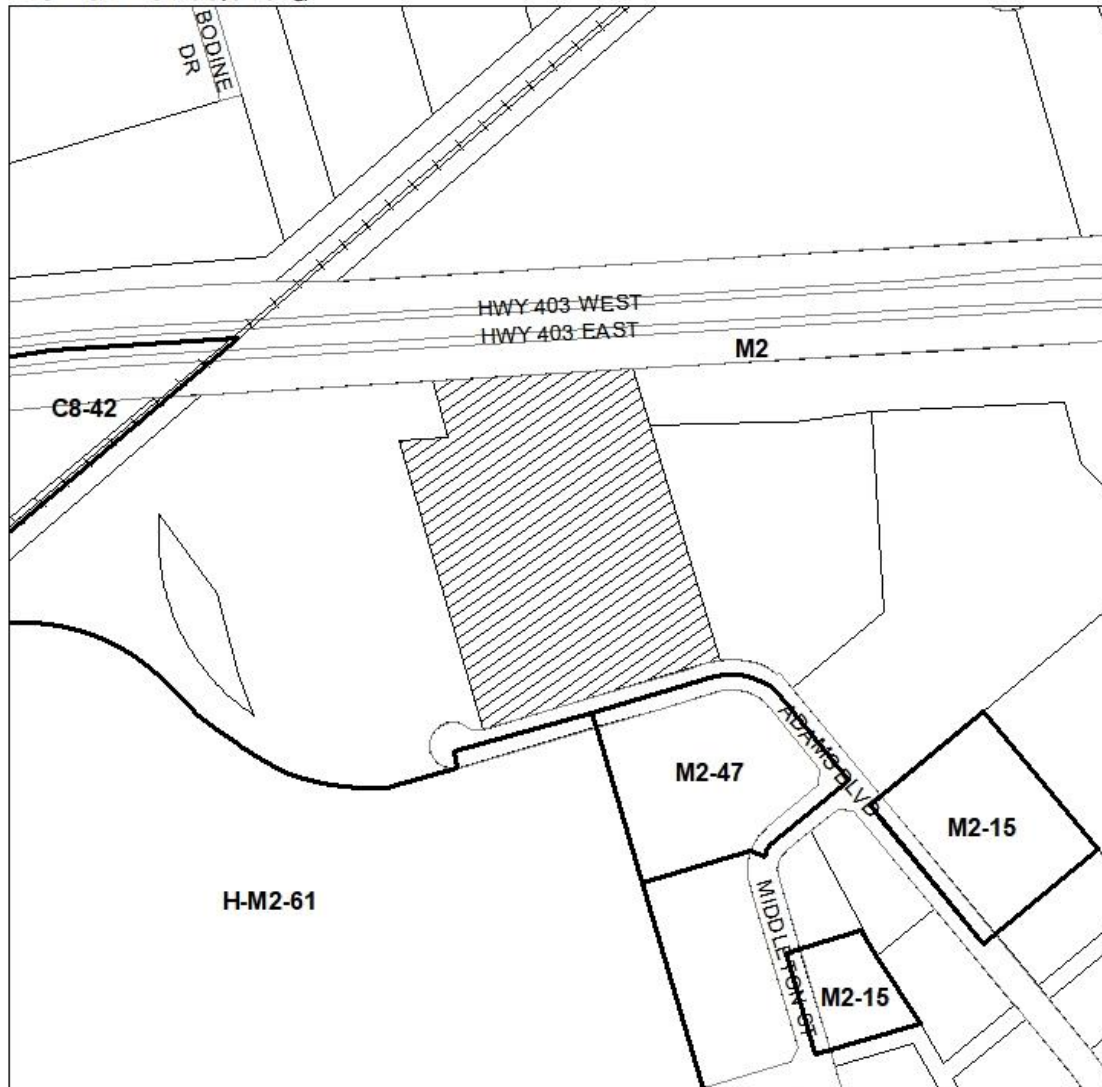 BODINE
DR
HWY 403 WEST
HWY 403 EAST
M2
C8-42
ADAMS BLVD
M2-47
M2-15
H-M2-61
MIDDLETON ST
M2-15